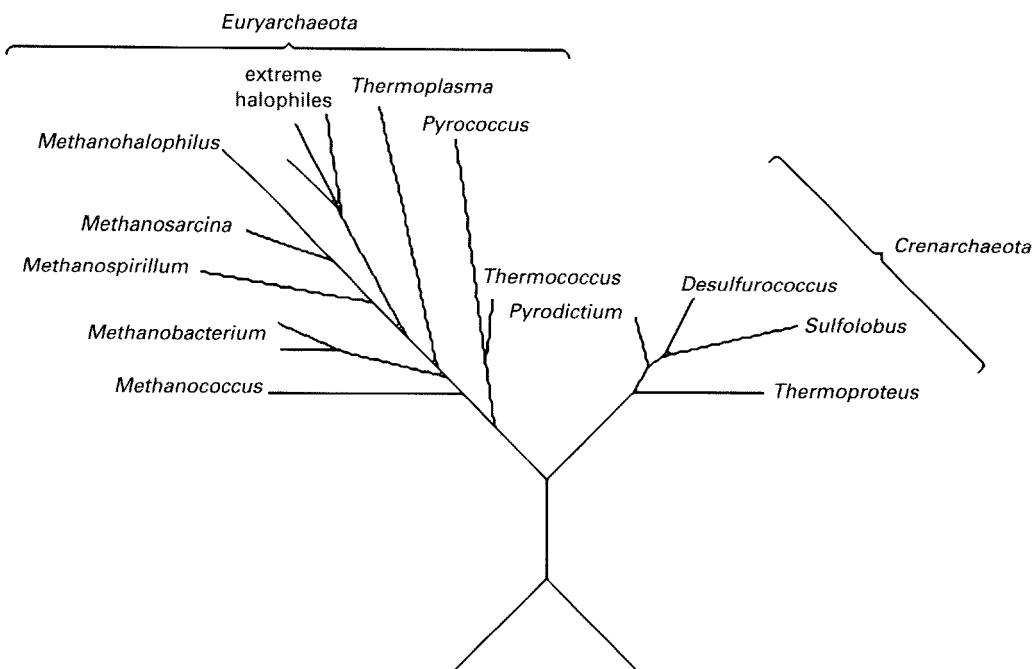 Euryarchaeota
extreme
halophiles
Thermoplasma
Pyrococcus
Methanohalophilus
Methanosarcina
Methanospirillum
Methanobacterium
Methanococcus
Thermococcus
Pyrodictium
Desulfurococcus
Sulfolobus
Thermoproteus
Crenarchaeota